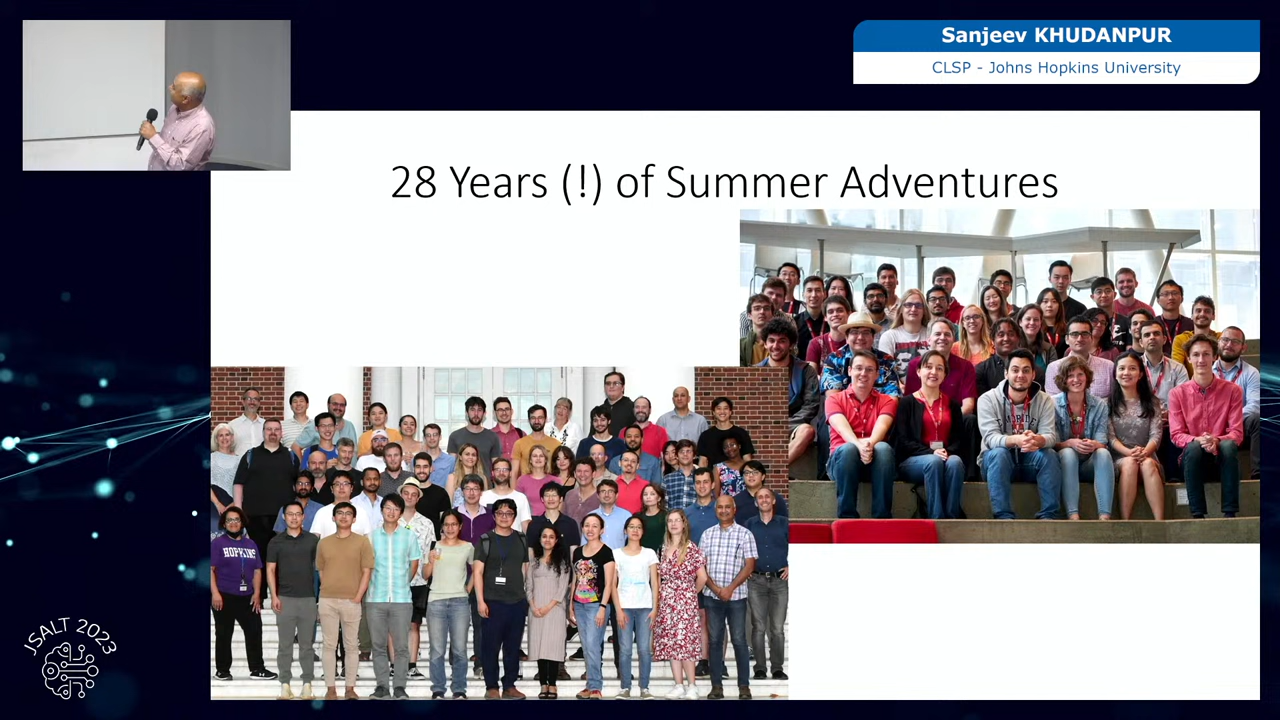 Sanjeev KHUDANPUR
CLSP - Johns Hopkins University
28 Years (!) of Summer Adventures
HOPKINS
JSALT 2023